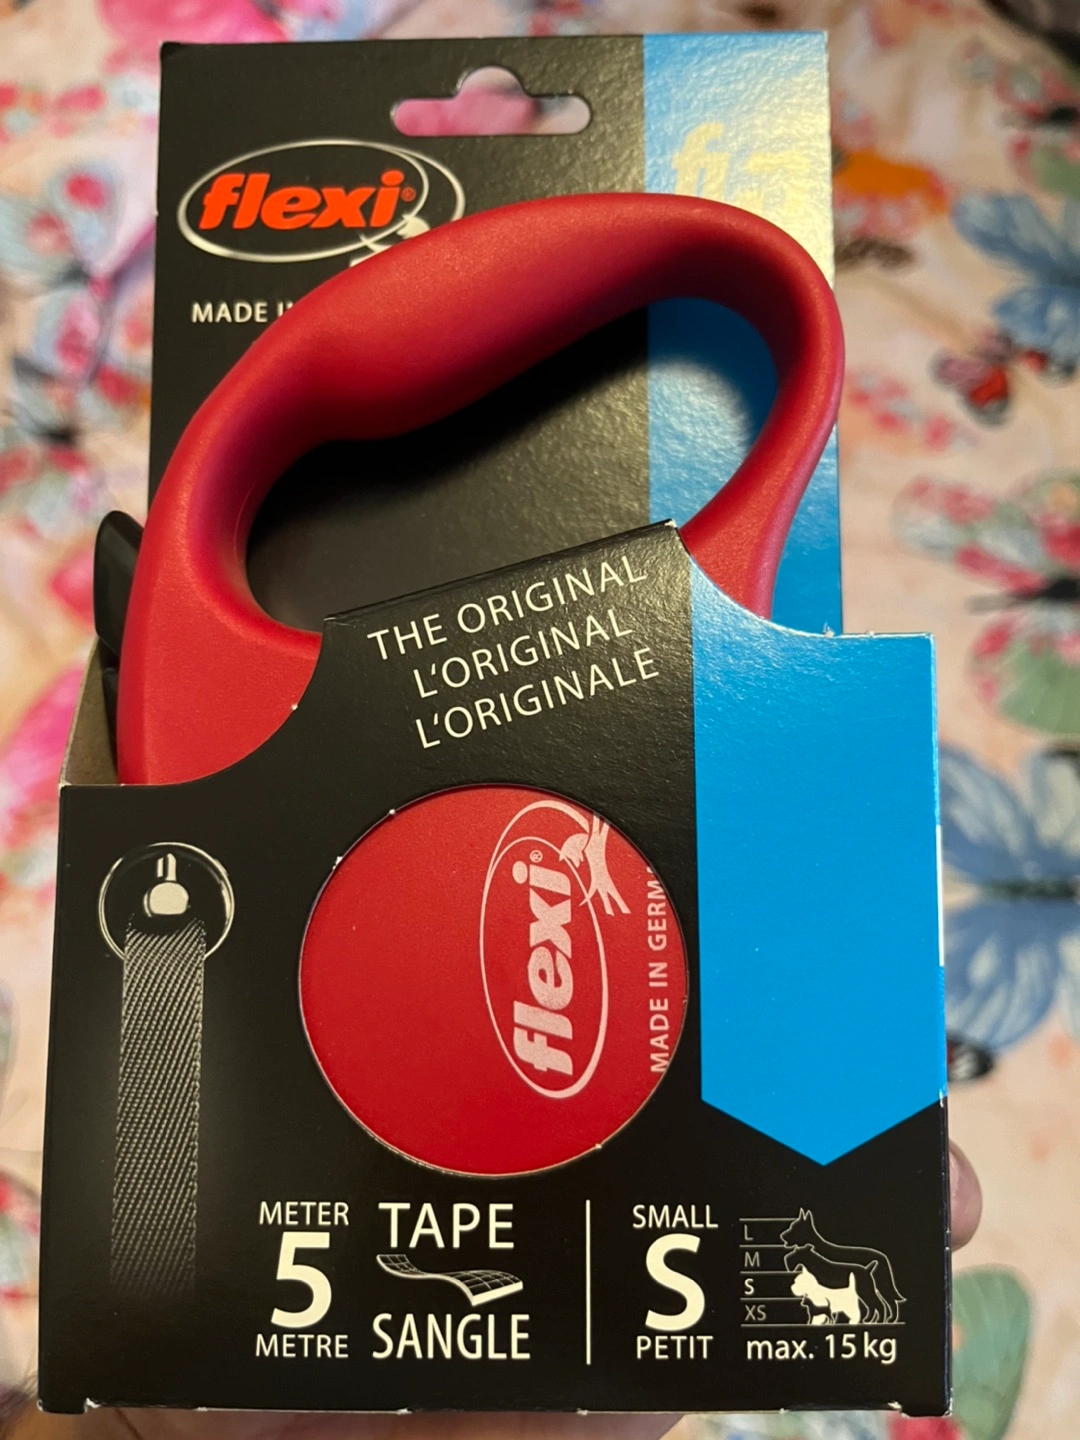 flexi®
MADE
THE ORIGINAL
L'ORIGINAL
L'ORIGINALE
flexi®
MADE IN
METER
5
METRE
TAPE
SANGLE
SMALL
S
PETIT
L
M
S
XS
max. 15 kg